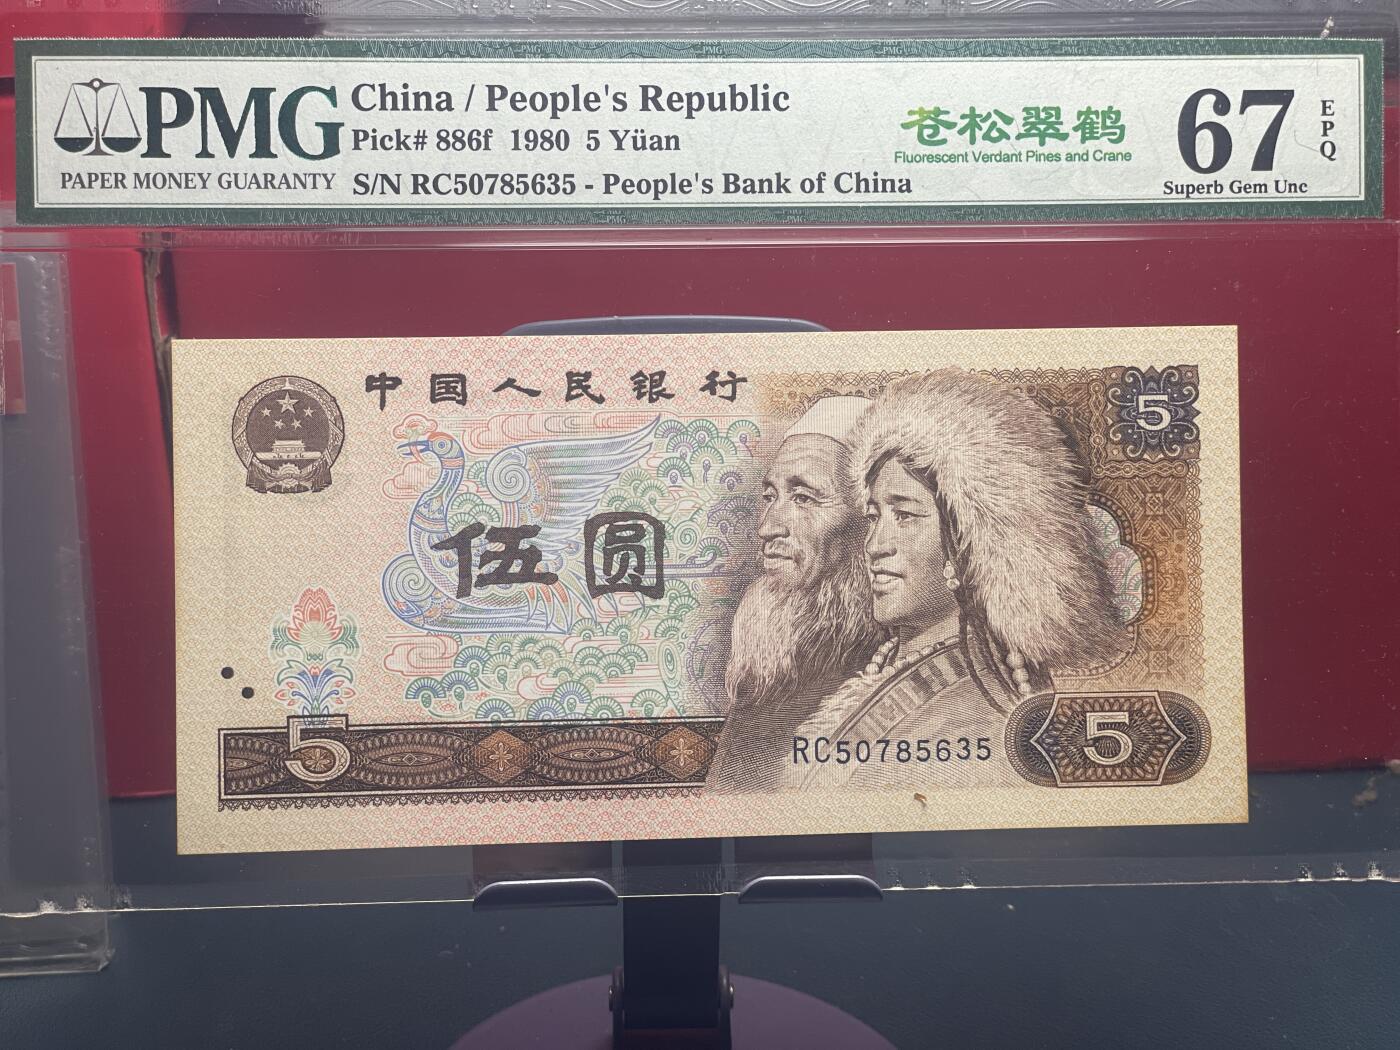 PMG
PAPER MONEY GUARANTY
China / People's Republic
Pick# 886f 1980 5 Yüan
S/N RC50785635 - People's Bank of China
苍松翠鹤
Fluorescent Verdant Pines and Crane
67
EPQ
Superb Gem Unc
中国人民银行
5
伍圆
5
RC50785635
5